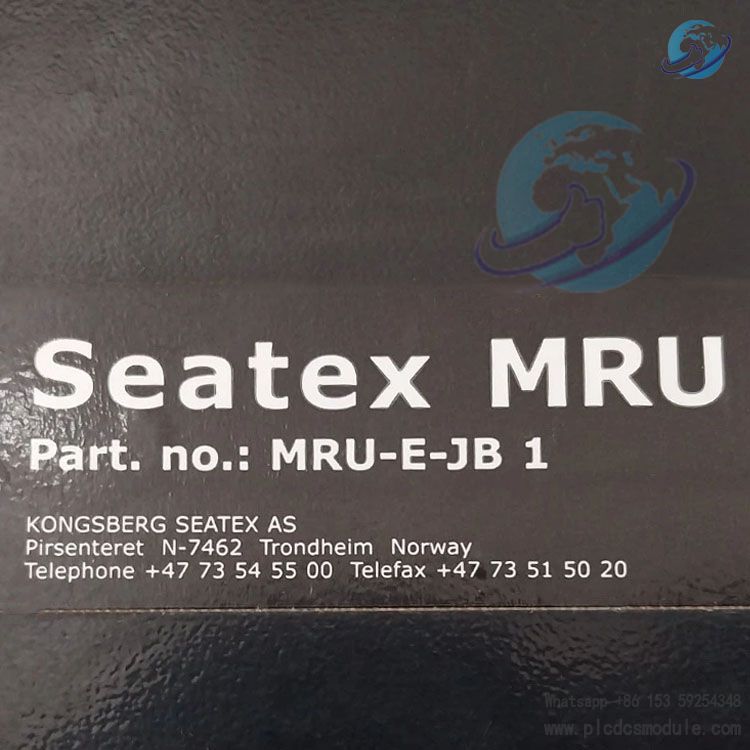 Seatex MRU
Part. no.: MRU-E-JB 1
KONGSBERG SEATEX AS
Pirsenteret N-7462 Trondheim Norway
Telephone +47 73 54 55 00 Telefax +47 73 51 50 20
Whatsapp +86 153 59254348
www.plcdcsmodule.com